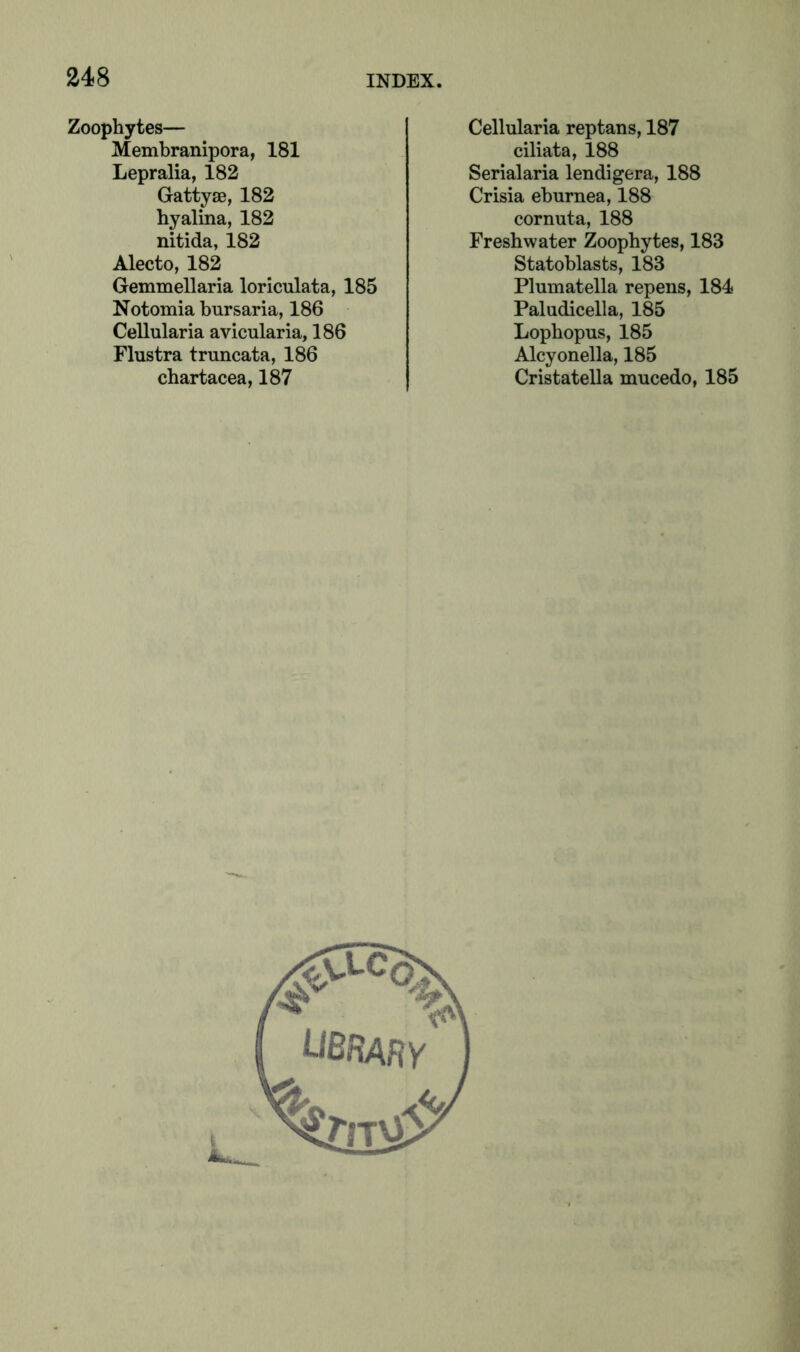 248
INDEX.
Zoophytes—
Membranipora, 181
Lepralia, 182
Gattyæ, 182
hyalina, 182
nitida, 182
Alecto, 182
Gemmellaria loriculata, 185
Notomia bursaria, 186
Cellularia avicularia, 186
Flustra truncata, 186
chartacea, 187
Cellularia reptans, 187
ciliata, 188
Serialaria lendigera, 188
Crisia eburnea, 188
cornuta, 188
Freshwater Zoophytes, 183
Statoblasts, 183
Plumatella repens, 184
Paludicella, 185
Lophopus, 185
Alcyonella, 185
Cristatella mucedo, 185
WELLCOME
LIBRARY
INSTITUTE